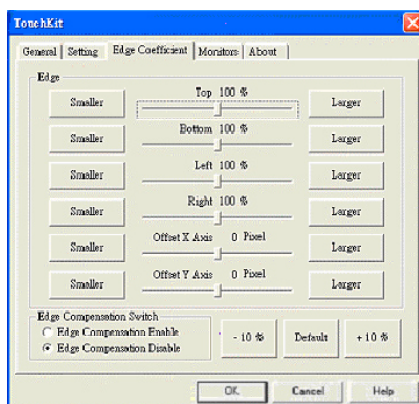 TouchKit
General Setting Edge Coefficient Monitors About
Edge
Smaller Top 100 % Larger
Smaller Bottom 100 % Larger
Smaller Left 100 % Larger
Smaller Right 100 % Larger
Smaller Offset X Axis 0 Pixel Larger
Smaller Offset Y Axis 0 Pixel Larger
Edge Compensation Switch
Edge Compensation Enable
Edge Compensation Disable
- 10 % Default + 10 %
OK Cancel Help